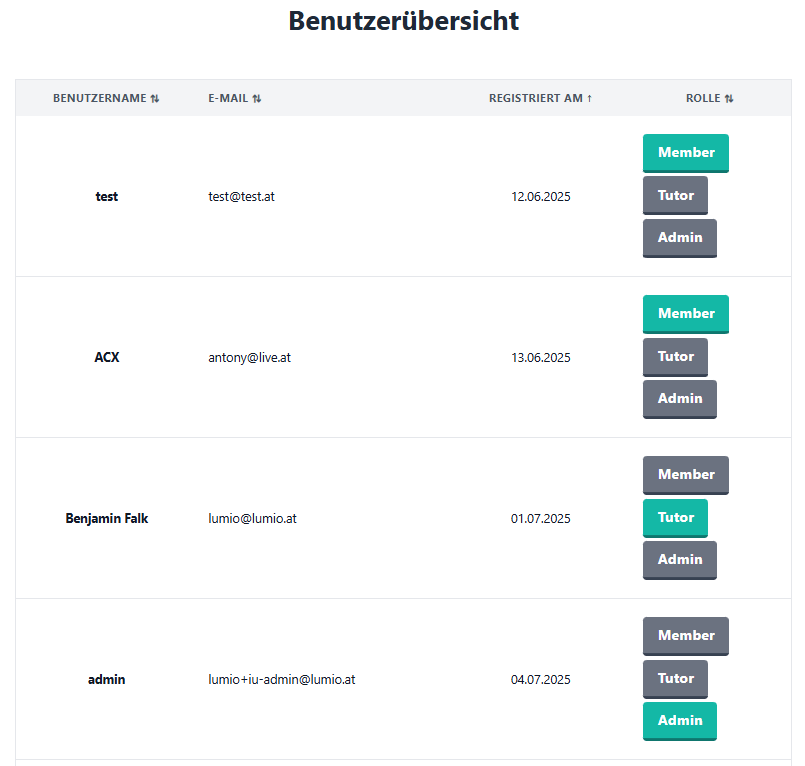 Benutzerübersicht
BENUTZERNAME ⇅ E-MAIL ⇅ REGISTRIERT AM ↑ ROLLE ⇅
Member
test test@test.at 12.06.2025 Tutor
Admin
Member
ACX antony@live.at 13.06.2025 Tutor
Admin
Member
Benjamin Falk lumio@lumio.at 01.07.2025 Tutor
Admin
Member
admin lumio+iu-admin@lumio.at 04.07.2025 Tutor
Admin